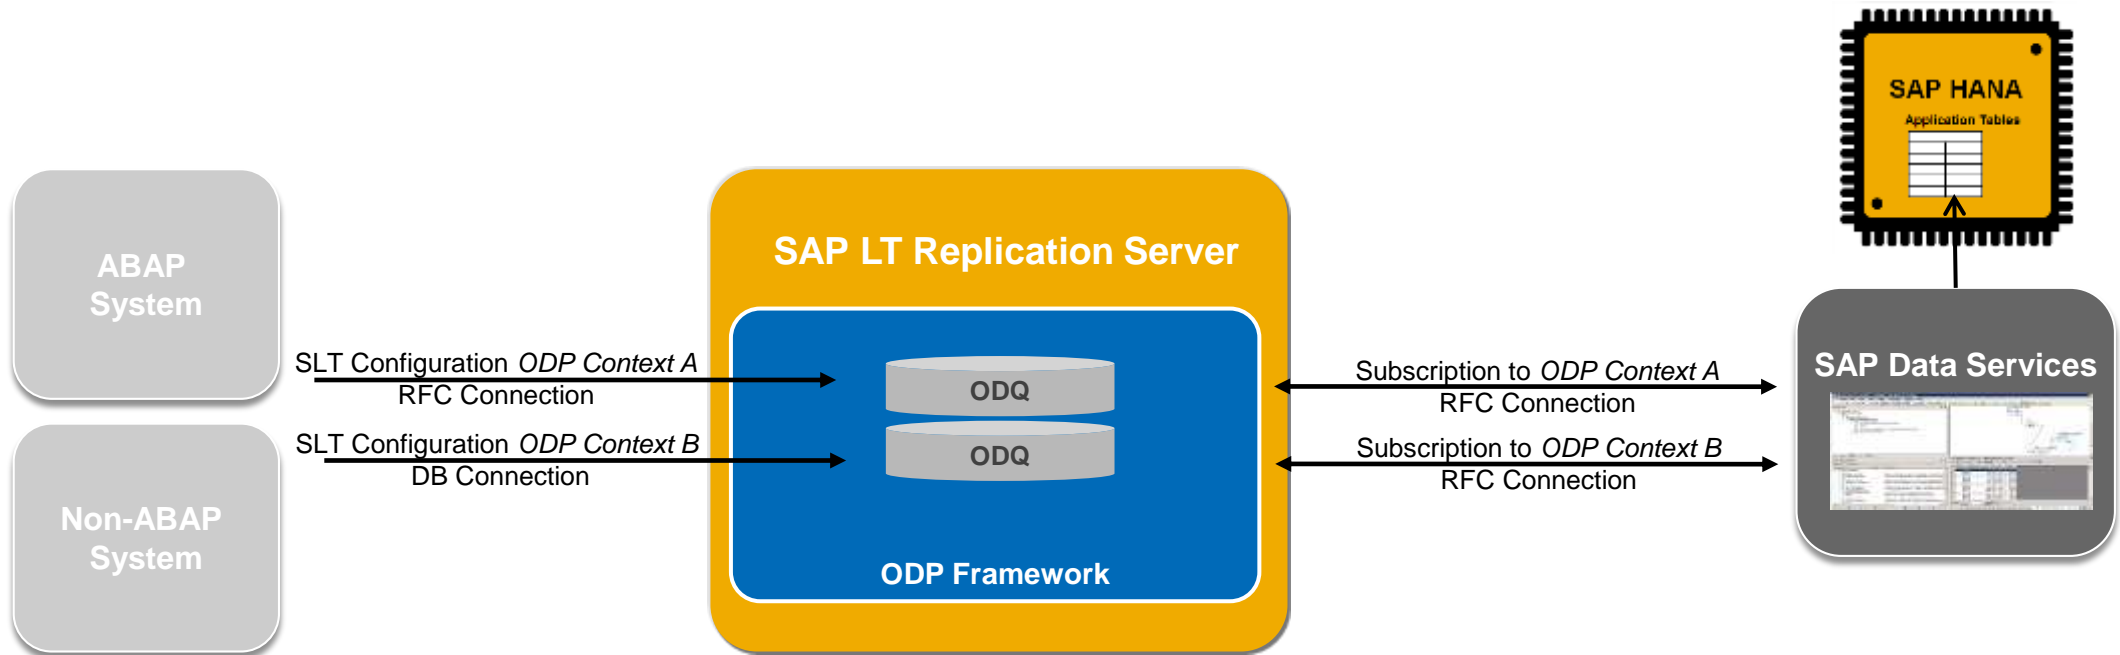 SAP HANA
Application Tables
ABAP
System
SAP LT Replication Server
SLT Configuration ODP Context A
RFC Connection
ODQ
Subscription to ODP Context A
RFC Connection
SAP Data Services
SLT Configuration ODP Context B
DB Connection
ODQ
Subscription to ODP Context B
RFC Connection
Non-ABAP
System
ODP Framework